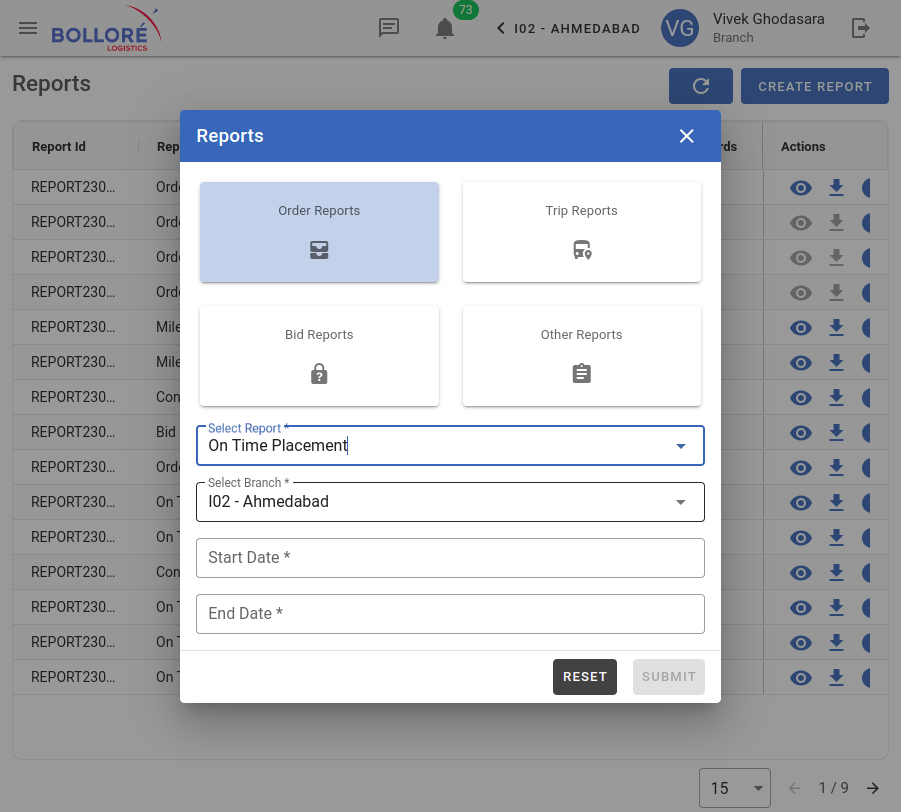 BOLLORÉ
LOGISTICS
73
I02 - AHMEDABAD
VG
Vivek Ghodasara
Branch
Reports
CREATE REPORT
Report Id
Rep
rds
Actions
Reports
Order Reports
Trip Reports
Bid Reports
?
Other Reports
Select Report *
On Time Placement
Select Branch *
I02 - Ahmedabad
Start Date *
End Date *
RESET
SUBMIT
REPORT230... Orde
REPORT230... Orde
REPORT230... Orde
REPORT230... Orde
REPORT230... Mile
REPORT230... Mile
REPORT230... Con
REPORT230... Bid
REPORT230... Orde
REPORT230... On T
REPORT230... On T
REPORT230... Con
REPORT230... On T
REPORT230... On T
REPORT230... On T
15
1 / 9